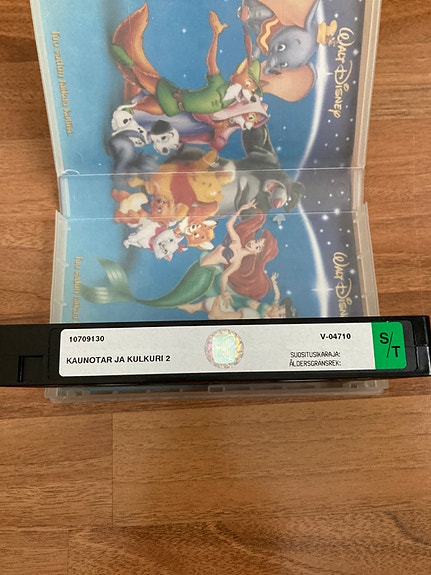 WALT DISNEY
WALT DISNEY
10709130
V-04710
KAUNOTAR JA KULKURI 2
SUOSITUSIKÄRAJA:
ÅLDERSGRÄNSREK:
S/T